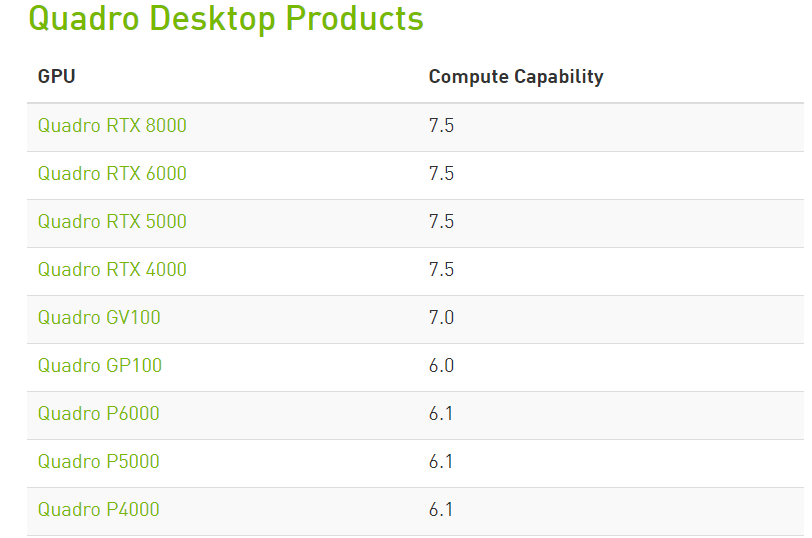 Quadro Desktop Products
GPU Compute Capability
Quadro RTX 8000 7.5
Quadro RTX 6000 7.5
Quadro RTX 5000 7.5
Quadro RTX 4000 7.5
Quadro GV100 7.0
Quadro GP100 6.0
Quadro P6000 6.1
Quadro P5000 6.1
Quadro P4000 6.1